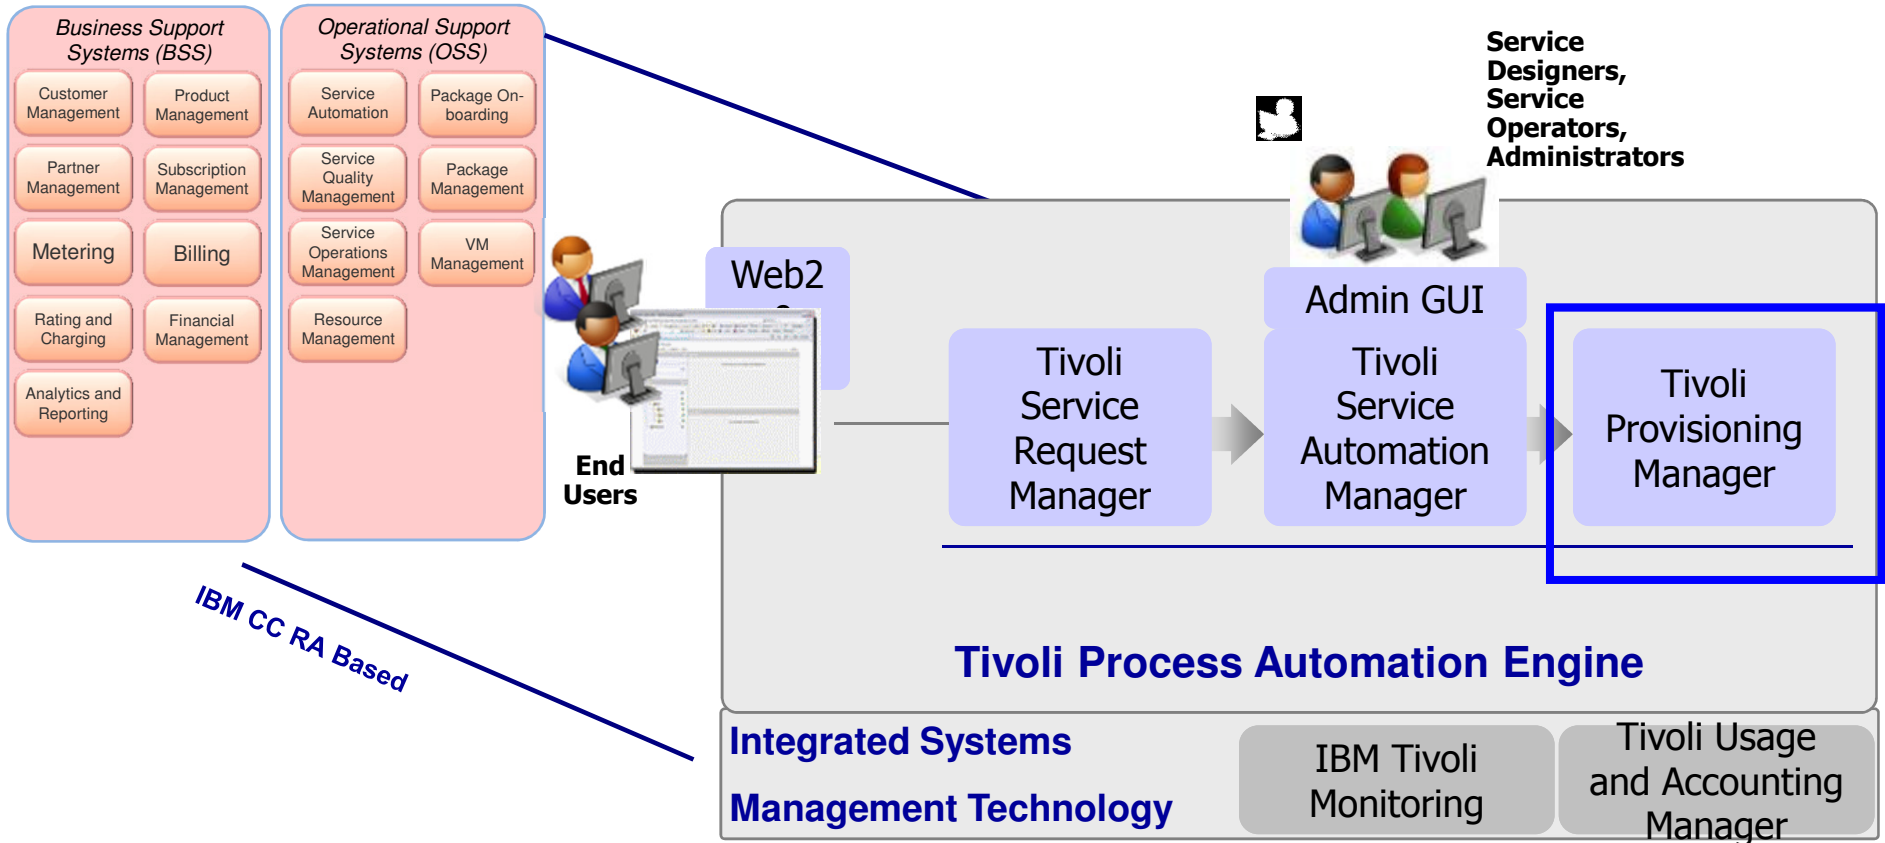 Business Support
Systems (BSS)
Customer
Management
Product
Management
Partner
Management
Subscription
Management
Metering
Billing
Rating and
Charging
Financial
Management
Analytics and
Reporting
Operational Support
Systems (OSS)
Service
Automation
Package On-
boarding
Service
Quality
Management
Package
Management
Service
Operations
Management
VM
Management
Resource
Management
IBM CC RA Based
End
Users
Web2
Service
Designers,
Service
Operators,
Administrators
Admin GUI
Tivoli
Service
Request
Manager
Tivoli
Service
Automation
Manager
Tivoli
Provisioning
Manager
Tivoli Process Automation Engine
Integrated Systems
Management Technology
IBM Tivoli
Monitoring
Tivoli Usage
and Accounting
Manager